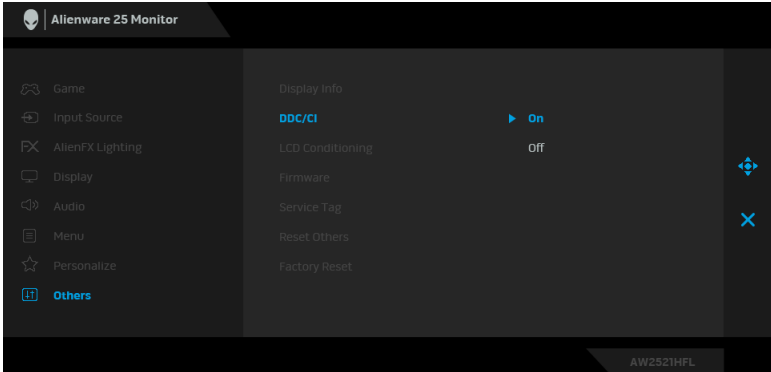 Alienware 25 Monitor
Game
Input Source
FX AlienFX Lighting
Display
Audio
Menu
Personalize
Others
Display Info
DDC/CI
On
LCD Conditioning
Off
Firmware
Service Tag
Reset Others
Factory Reset
AW2521HFL